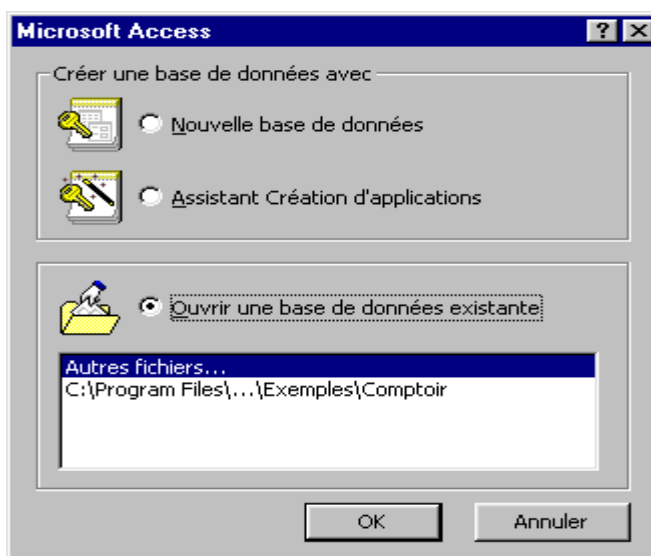 Microsoft Access
Créer une base de données avec
Nouvelle base de données
Assistant Création d'applications
Ouvrir une base de données existante
Autres fichiers...
C:\Program Files\...\Exemples\Comptoir
OK
Annuler